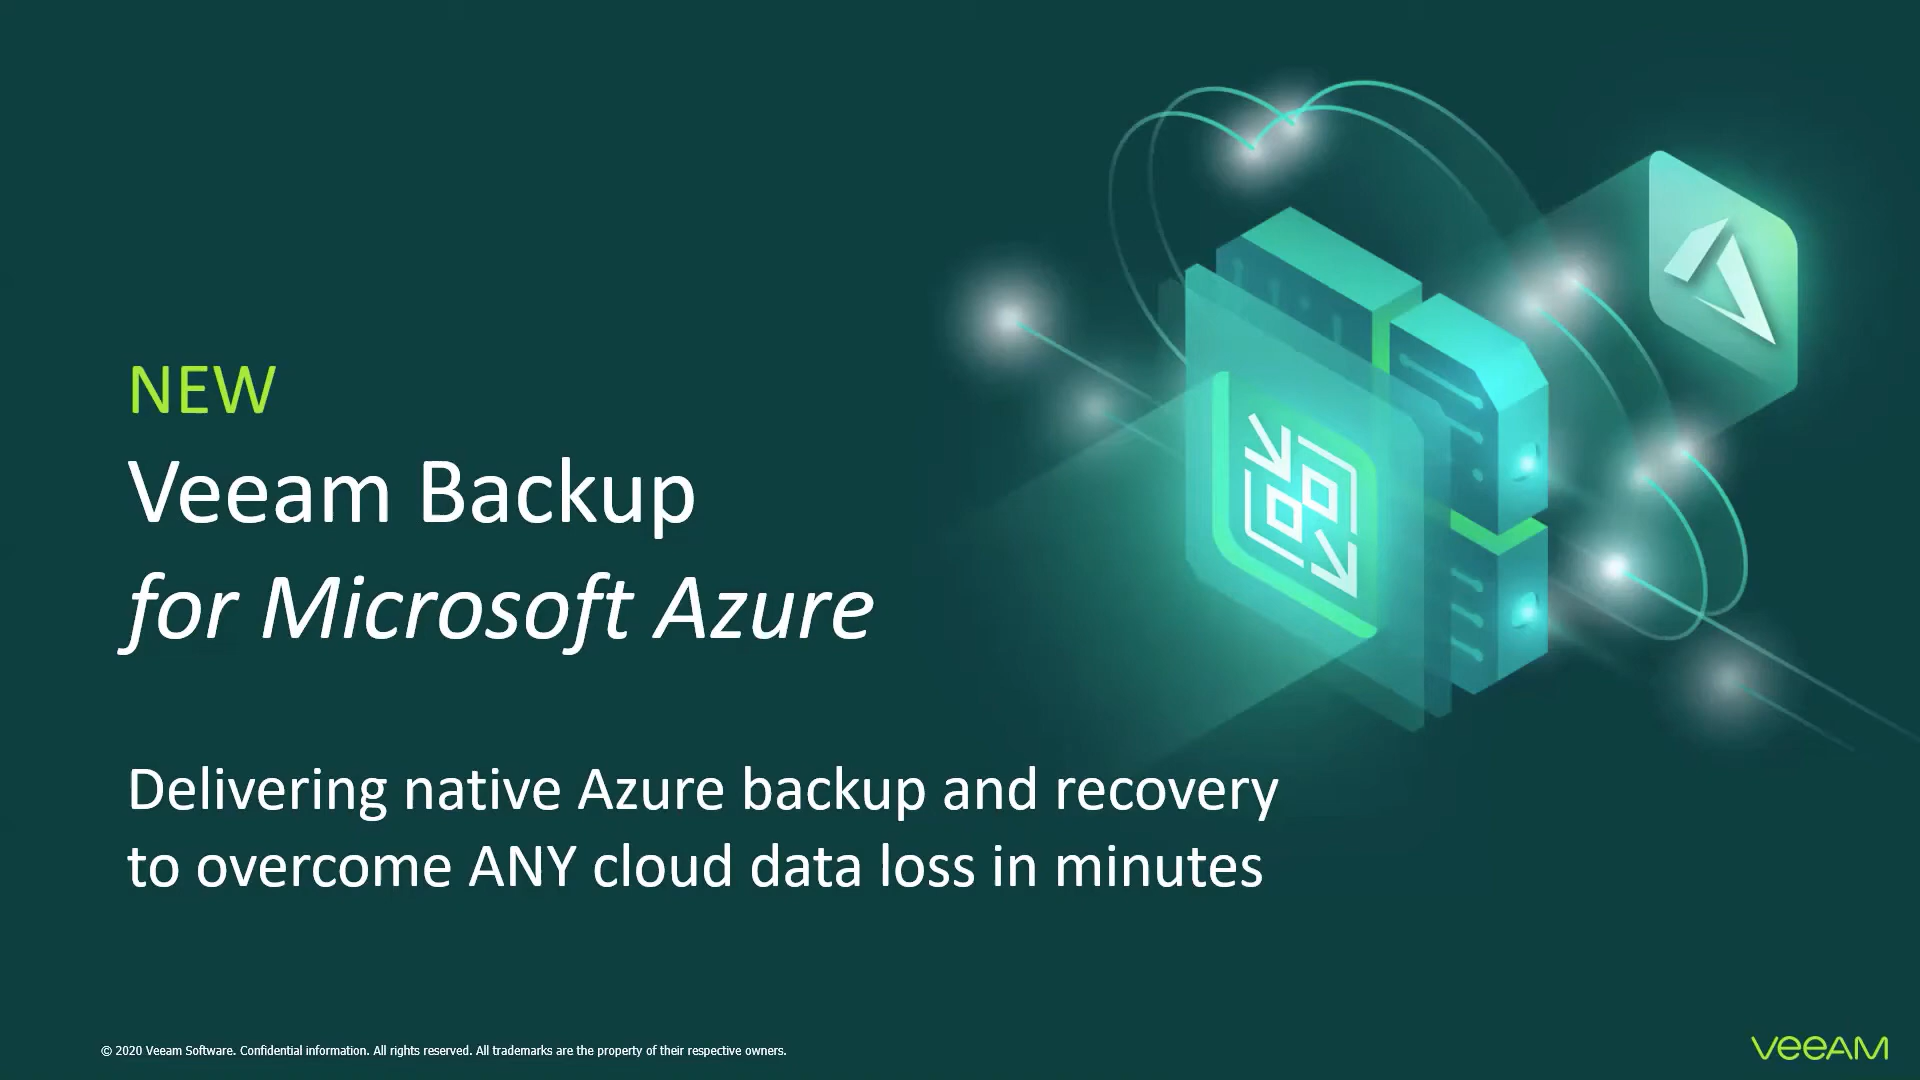 NEW
Veeam Backup
for Microsoft Azure
Delivering native Azure backup and recovery
to overcome ANY cloud data loss in minutes
© 2020 Veeam Software. Confidential information. All rights reserved. All trademarks are the property of their respective owners.
VEEAM